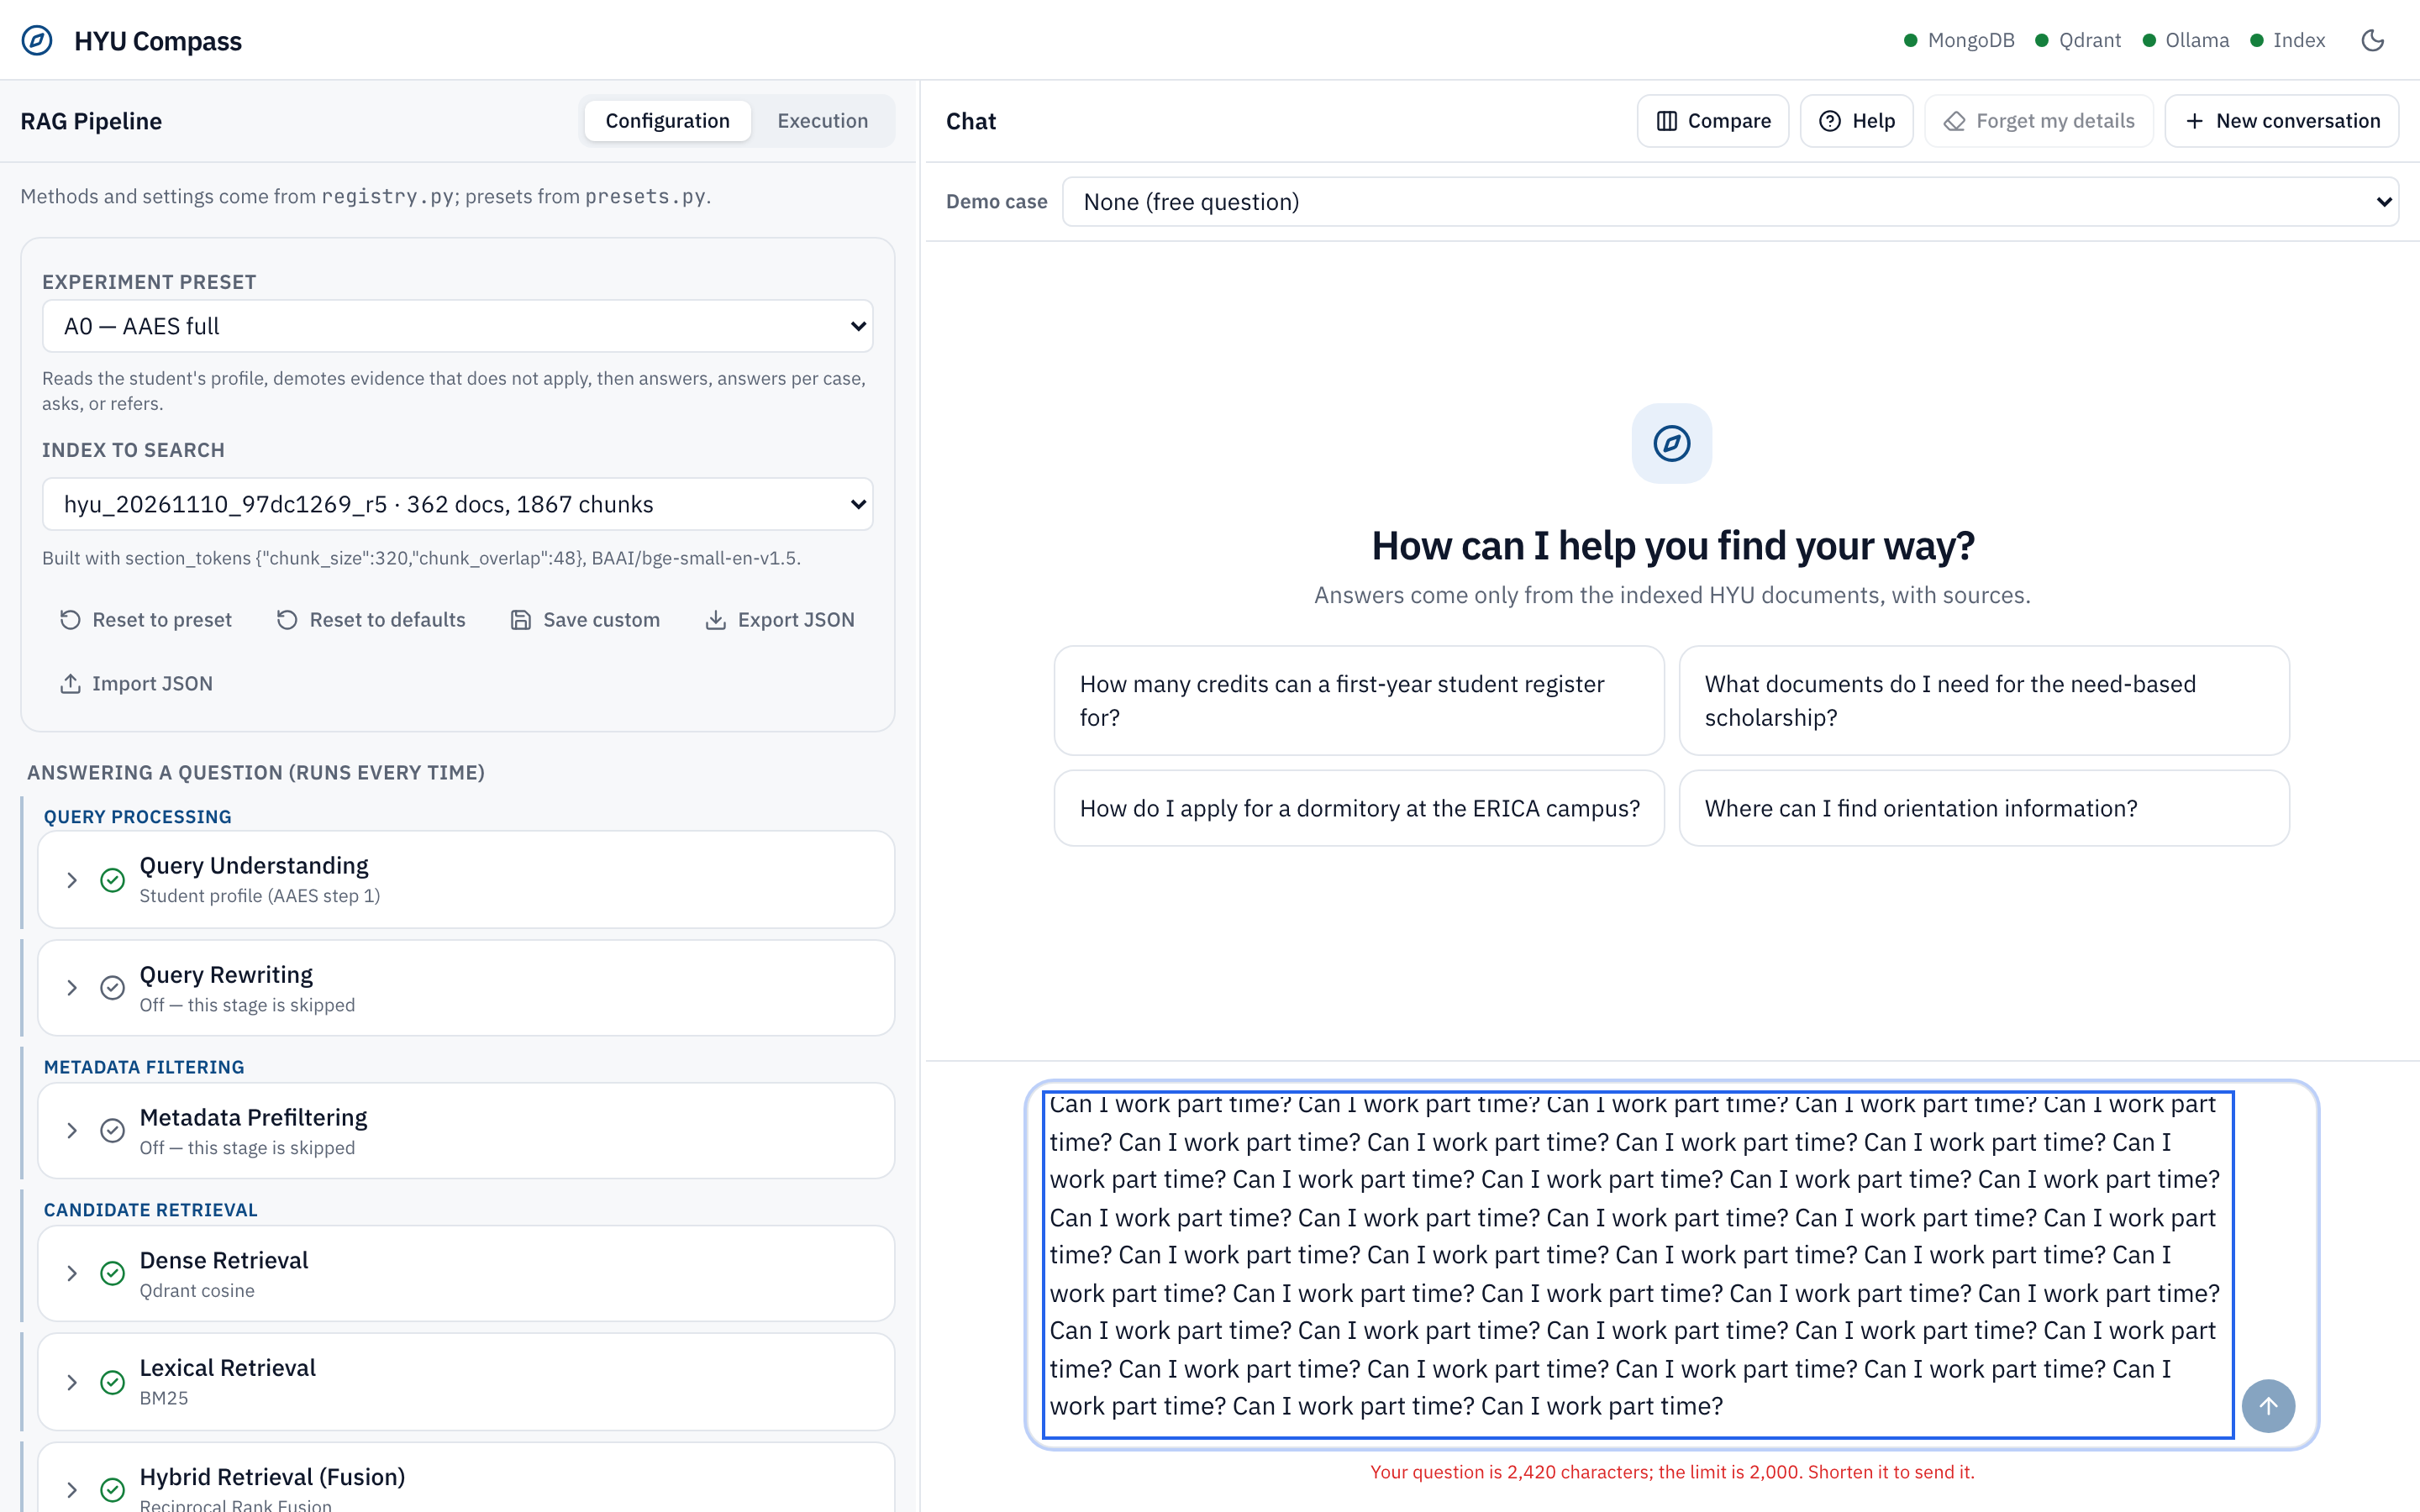 HYU Compass
MongoDB
Qdrant
Ollama
Index
RAG Pipeline
Configuration
Execution
Methods and settings come from registry.py; presets from presets.py.
EXPERIMENT PRESET
A0 — AAES full
Reads the student's profile, demotes evidence that does not apply, then answers, answers per case,
asks, or refers.
INDEX TO SEARCH
hyu_20261110_97dc1269_r5 · 362 docs, 1867 chunks
Built with section_tokens {"chunk_size":320,"chunk_overlap":48}, BAAI/bge-small-en-v1.5.
Reset to preset
Reset to defaults
Save custom
Export JSON
Import JSON
ANSWERING A QUESTION (RUNS EVERY TIME)
QUERY PROCESSING
Query Understanding
Student profile (AAES step 1)
Query Rewriting
Off — this stage is skipped
METADATA FILTERING
Metadata Prefiltering
Off — this stage is skipped
CANDIDATE RETRIEVAL
Dense Retrieval
Qdrant cosine
Lexical Retrieval
BM25
Hybrid Retrieval (Fusion)
Reciprocal Rank Fusion
Chat
Compare
Help
Forget my details
New conversation
Demo case
None (free question)
How can I help you find your way?
Answers come only from the indexed HYU documents, with sources.
How many credits can a first-year student register
for?
What documents do I need for the need-based
scholarship?
How do I apply for a dormitory at the ERICA campus?
Where can I find orientation information?
Can I work part time? Can I work part time? Can I work part time? Can I work part time? Can I work part
time? Can I work part time? Can I work part time? Can I work part time? Can I work part time? Can I
work part time? Can I work part time? Can I work part time? Can I work part time? Can I work part time?
Can I work part time? Can I work part time? Can I work part time? Can I work part time? Can I work part
time? Can I work part time? Can I work part time? Can I work part time? Can I work part time? Can I
work part time? Can I work part time? Can I work part time? Can I work part time? Can I work part time?
Can I work part time? Can I work part time? Can I work part time? Can I work part time? Can I work part
time? Can I work part time? Can I work part time? Can I work part time? Can I work part time? Can I
work part time? Can I work part time? Can I work part time?
Your question is 2,420 characters; the limit is 2,000. Shorten it to send it.